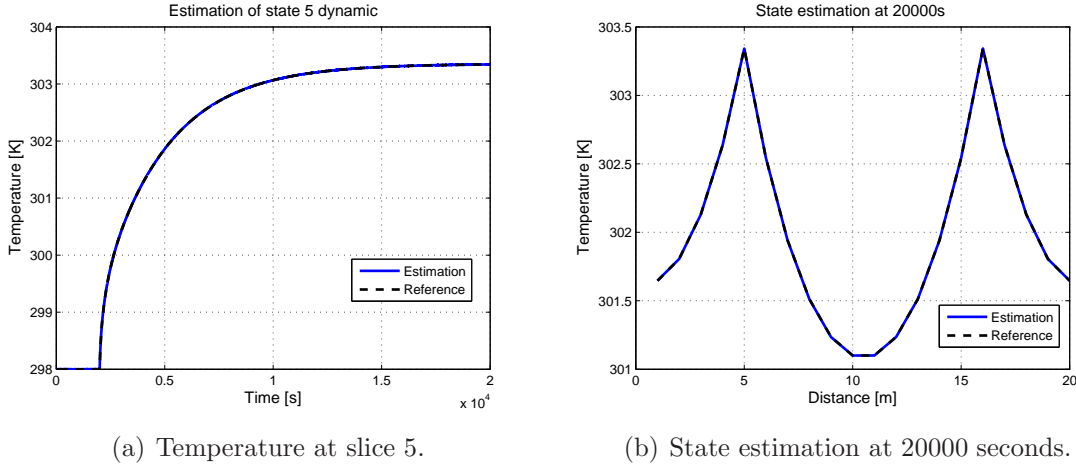 Estimation of state 5 dynamic
304
303
302
301
300
299
298
Temperature [K]
Estimation
Reference
0
0.5
1
1.5
2
Time [s]
x 10⁴
(a) Temperature at slice 5.
State estimation at 20000s
303.5
303
302.5
302
301.5
301
Temperature [K]
Estimation
Reference
0
5
10
15
20
Distance [m]
(b) State estimation at 20000 seconds.